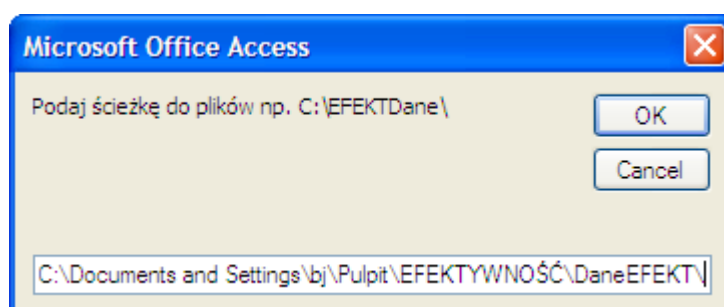 Microsoft Office Access
Podaj ścieżkę do plików np. C:\EFEKTDane\
OK
Cancel
C:\Documents and Settings\bj\Pulpit\EFEKTYWNOŚĆ\DaneEFEKT\